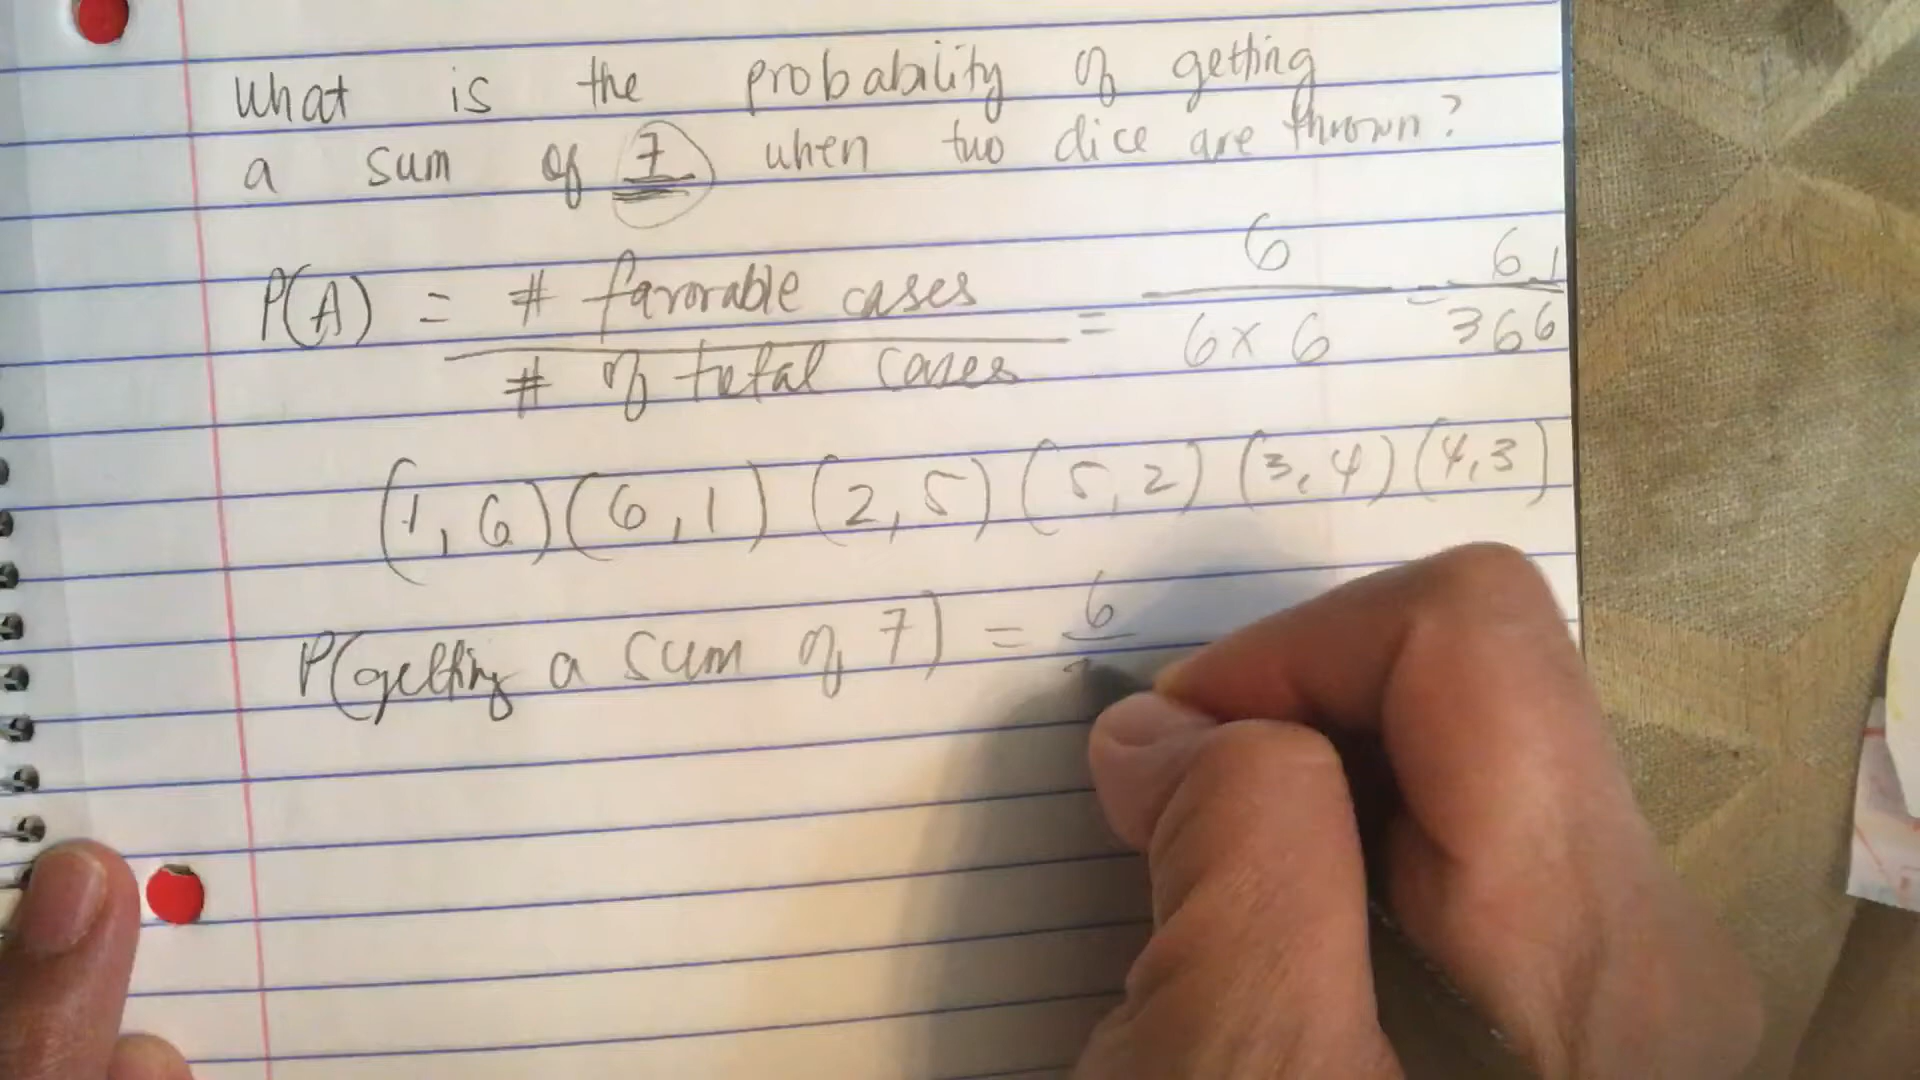 What is the probability of getting
a sum of 7 when two dice are thrown?
P(A) = # favorable cases / # of total cases = 6 / 6 x 6 = 6 1 / 36 6
(1, 6) (6, 1) (2, 5) (5, 2) (3, 4) (4, 3)
P(getting a sum of 7) = 6